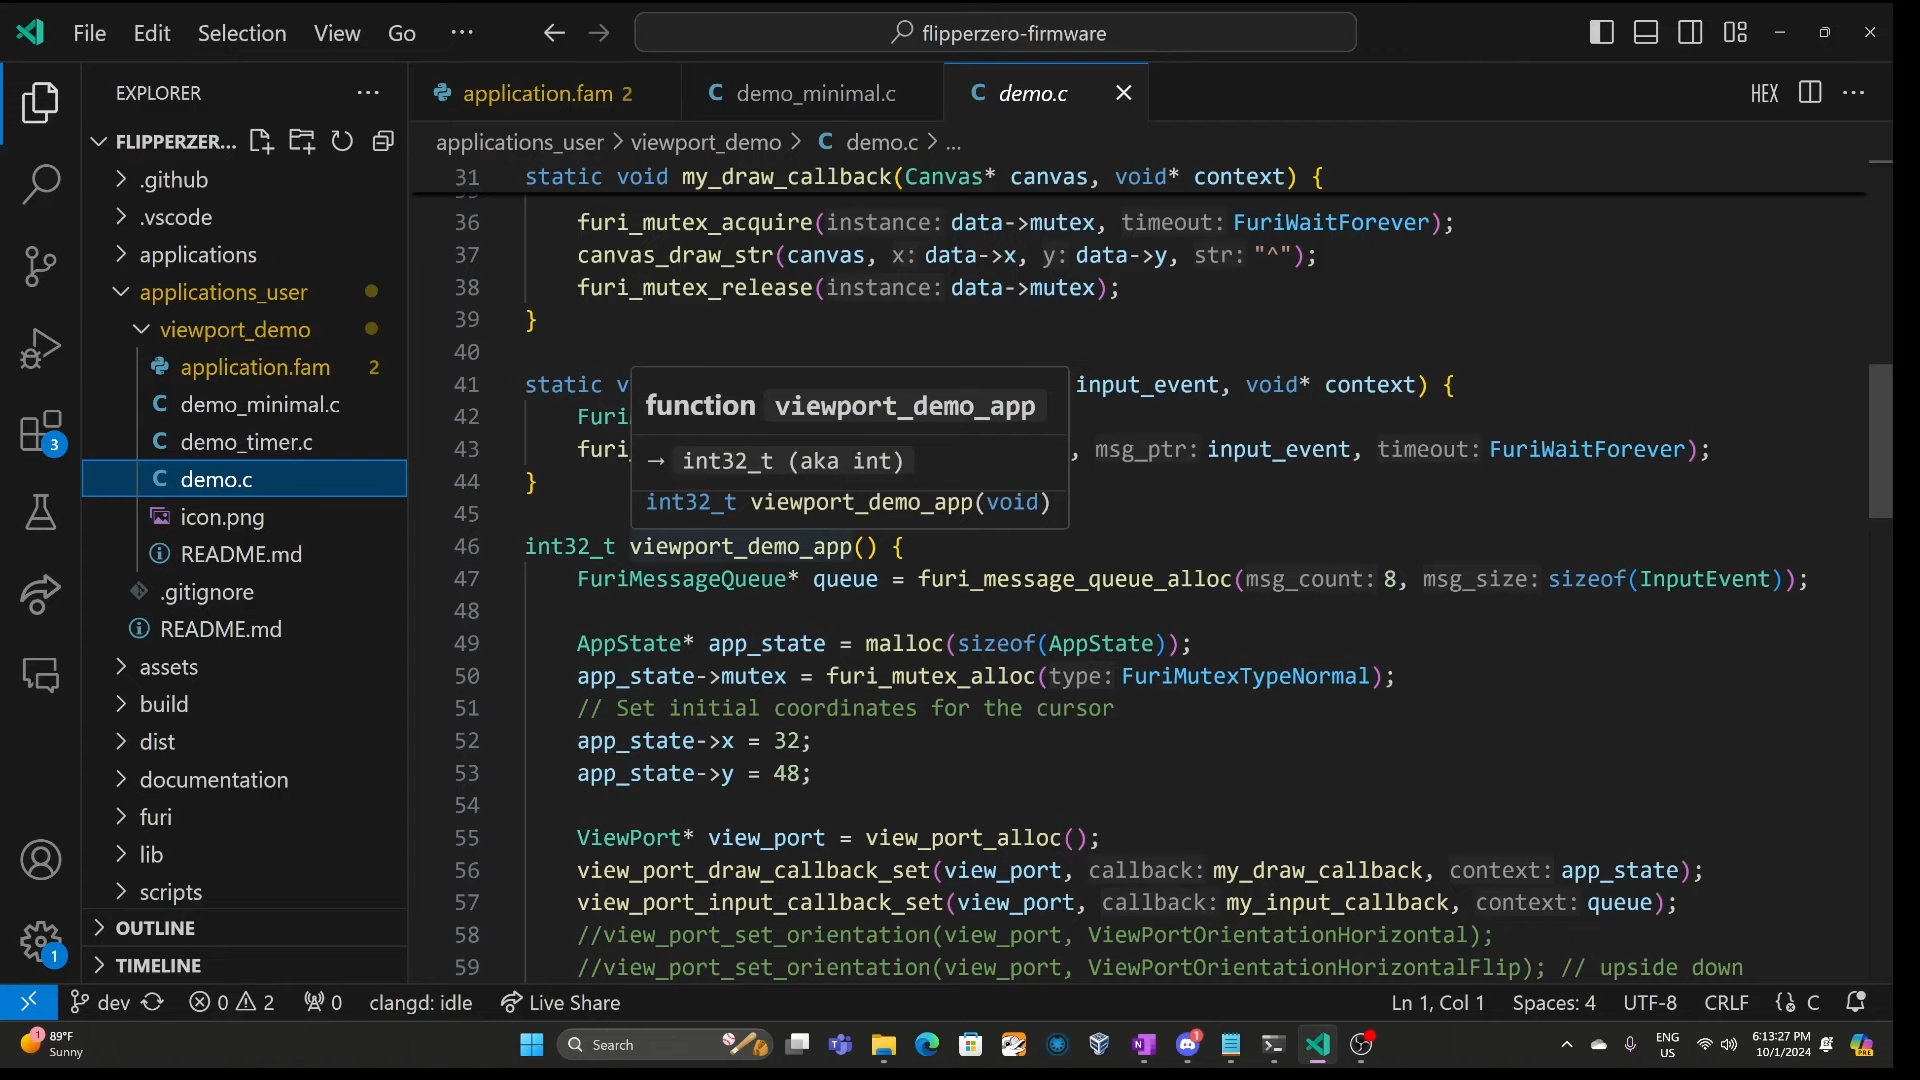 File Edit Selection View Go ··· flipperzero-firmware
EXPLORER ···
FLIPPERZER...
.github
.vscode
applications
applications_user
viewport_demo
application.fam 2
demo_minimal.c
demo_timer.c
demo.c
icon.png
README.md
.gitignore
README.md
assets
build
dist
documentation
furi
lib
scripts
OUTLINE
TIMELINE
3
1
application.fam 2 demo_minimal.c demo.c HEX ···
applications_user > viewport_demo > C demo.c > ...
31 static void my_draw_callback(Canvas* canvas, void* context) {
36 furi_mutex_acquire(instance: data->mutex, timeout: FuriWaitForever);
37 canvas_draw_str(canvas, x: data->x, y: data->y, str: "^");
38 furi_mutex_release(instance: data->mutex);
39 }
40
41 static v input_event, void* context) {
42 Furi
43 furi_ , msg_ptr: input_event, timeout: FuriWaitForever);
44 }
45
function viewport_demo_app
→ int32_t (aka int)
int32_t viewport_demo_app(void)
46 int32_t viewport_demo_app() {
47 FuriMessageQueue* queue = furi_message_queue_alloc(msg_count: 8, msg_size: sizeof(InputEvent));
48
49 AppState* app_state = malloc(sizeof(AppState));
50 app_state->mutex = furi_mutex_alloc(type: FuriMutexTypeNormal);
51 // Set initial coordinates for the cursor
52 app_state->x = 32;
53 app_state->y = 48;
54
55 ViewPort* view_port = view_port_alloc();
56 view_port_draw_callback_set(view_port, callback: my_draw_callback, context: app_state);
57 view_port_input_callback_set(view_port, callback: my_input_callback, context: queue);
58 //view_port_set_orientation(view_port, ViewPortOrientationHorizontal);
59 //view_port_set_orientation(view_port, ViewPortOrientationHorizontalFlip); // upside down
dev 0 2 0 clangd: idle Live Share Ln 1, Col 1 Spaces: 4 UTF-8 CRLF C
1 89°F
Sunny
Search
1
ENG
US
6:13:27 PM
10/1/2024
PRE